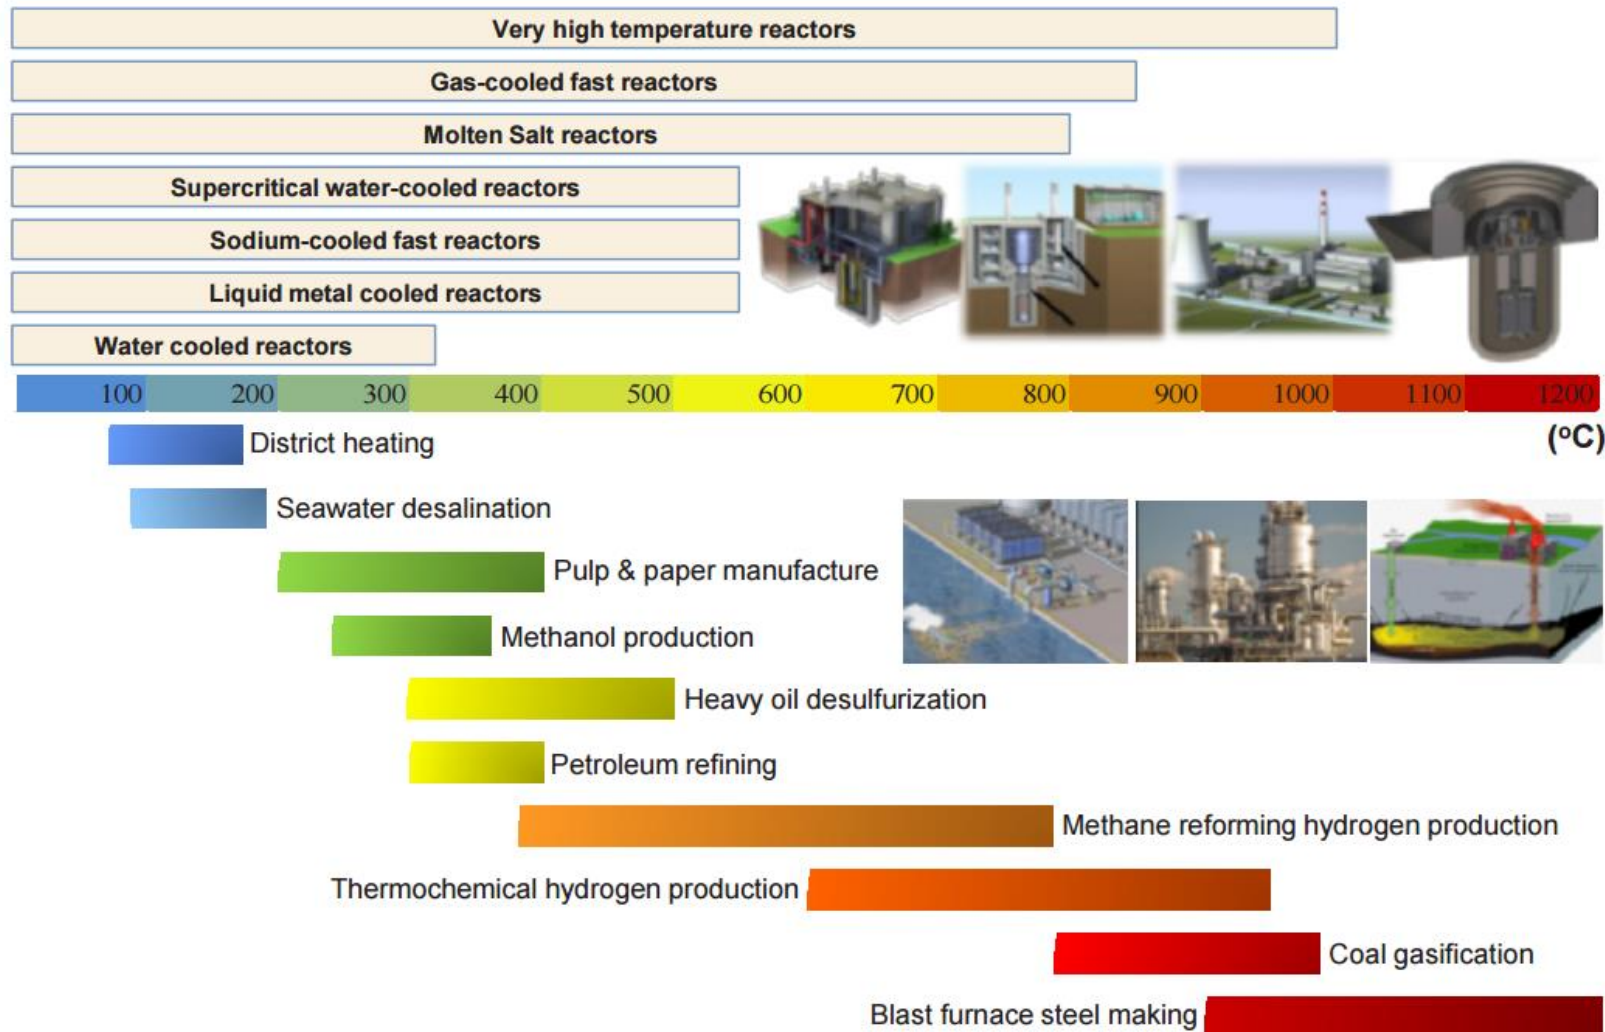 Very high temperature reactors
Gas-cooled fast reactors
Molten Salt reactors
Supercritical water-cooled reactors
Sodium-cooled fast reactors
Liquid metal cooled reactors
Water cooled reactors
100 200 300 400 500 600 700 800 900 1000 1100 1200
(ºC)
District heating
Seawater desalination
Pulp & paper manufacture
Methanol production
Heavy oil desulfurization
Petroleum refining
Methane reforming hydrogen production
Thermochemical hydrogen production
Coal gasification
Blast furnace steel making